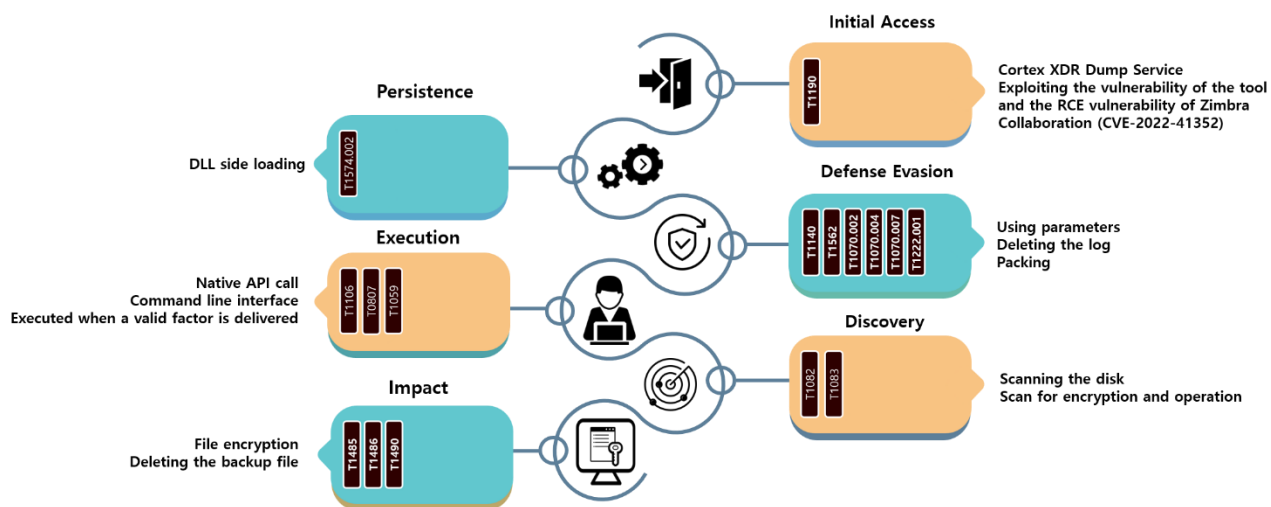 Initial Access
T1190
Cortex XDR Dump Service
Exploiting the vulnerability of the tool
and the RCE vulnerability of Zimbra
Collaboration (CVE-2022-41352)
Persistence
DLL side loading
T1574.002
Defense Evasion
T1140
T1562
T1070.002
T1070.004
T1070.007
T1222.001
Using parameters
Deleting the log
Packing
Execution
Native API call
Command line interface
Executed when a valid factor is delivered
T1106
T0807
T1059
Discovery
T1082
T1083
Scanning the disk
Scan for encryption and operation
Impact
File encryption
Deleting the backup file
T1485
T1486
T1490